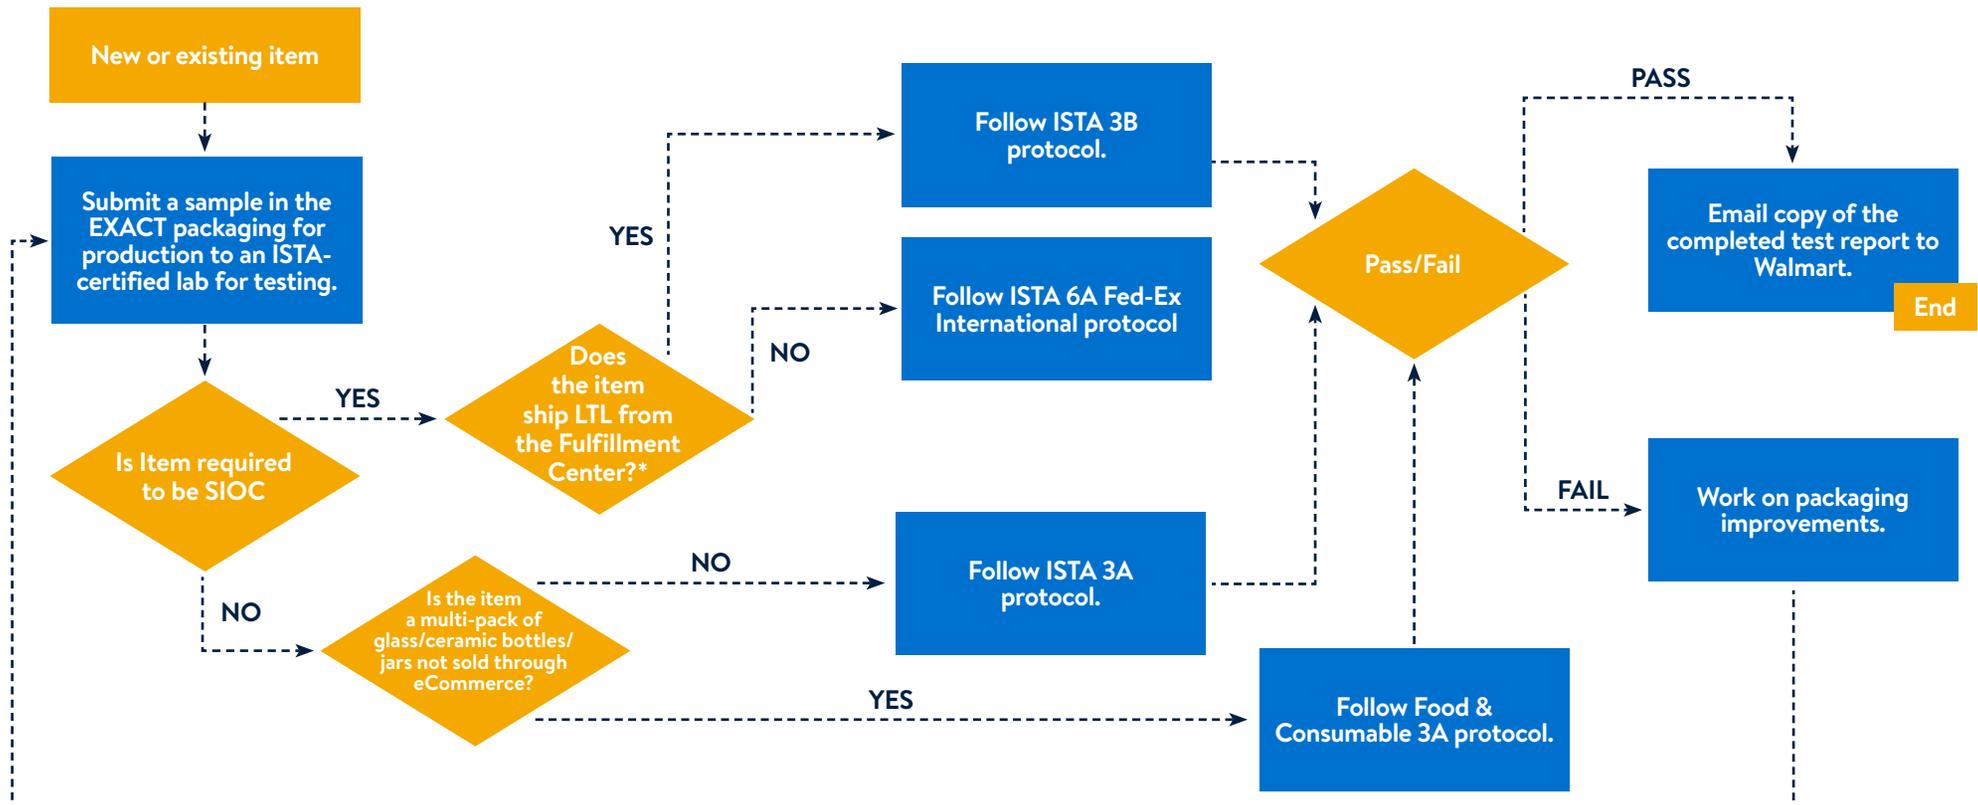 New or existing item
Submit a sample in the
EXACT packaging for
production to an ISTA-
certified lab for testing.
Is Item required
to be SIOC
YES
NO
Does
the item
ship LTL from
the Fulfillment
Center?*
YES
NO
Is the item
a multi-pack of
glass/ceramic bottles/
jars not sold through
eCommerce?
NO
YES
Follow ISTA 3B
protocol.
Follow ISTA 6A Fed-Ex
International protocol
Follow ISTA 3A
protocol.
Follow Food &
Consumable 3A protocol.
Pass/Fail
PASS
FAIL
Email copy of the
completed test report to
Walmart.
End
Work on packaging
improvements.